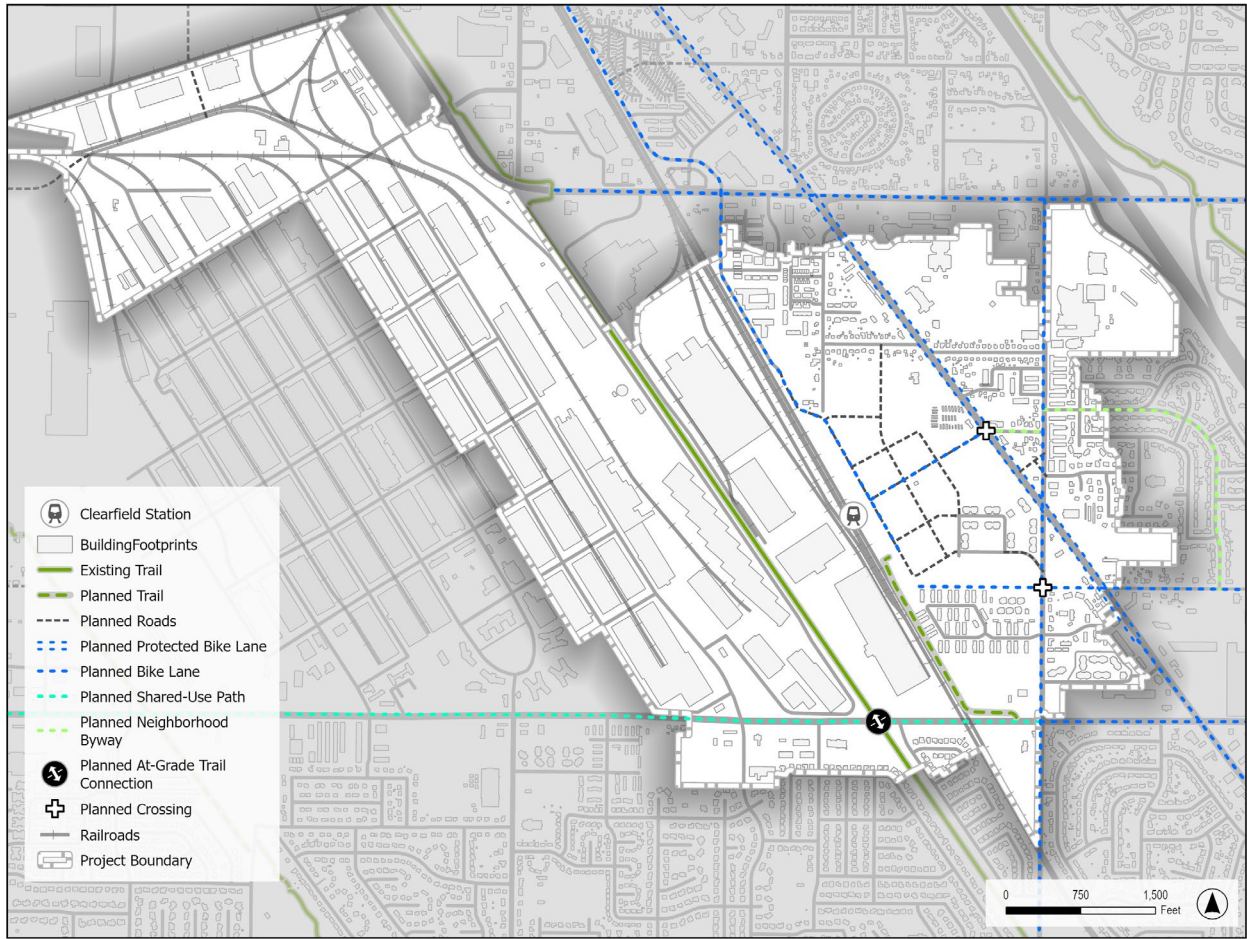 Clearfield Station
BuildingFootprints
Existing Trail
Planned Trail
Planned Roads
Planned Protected Bike Lane
Planned Bike Lane
Planned Shared-Use Path
Planned Neighborhood
Byway
Planned At-Grade Trail
Connection
Planned Crossing
Railroads
Project Boundary
0 750 1,500
Feet